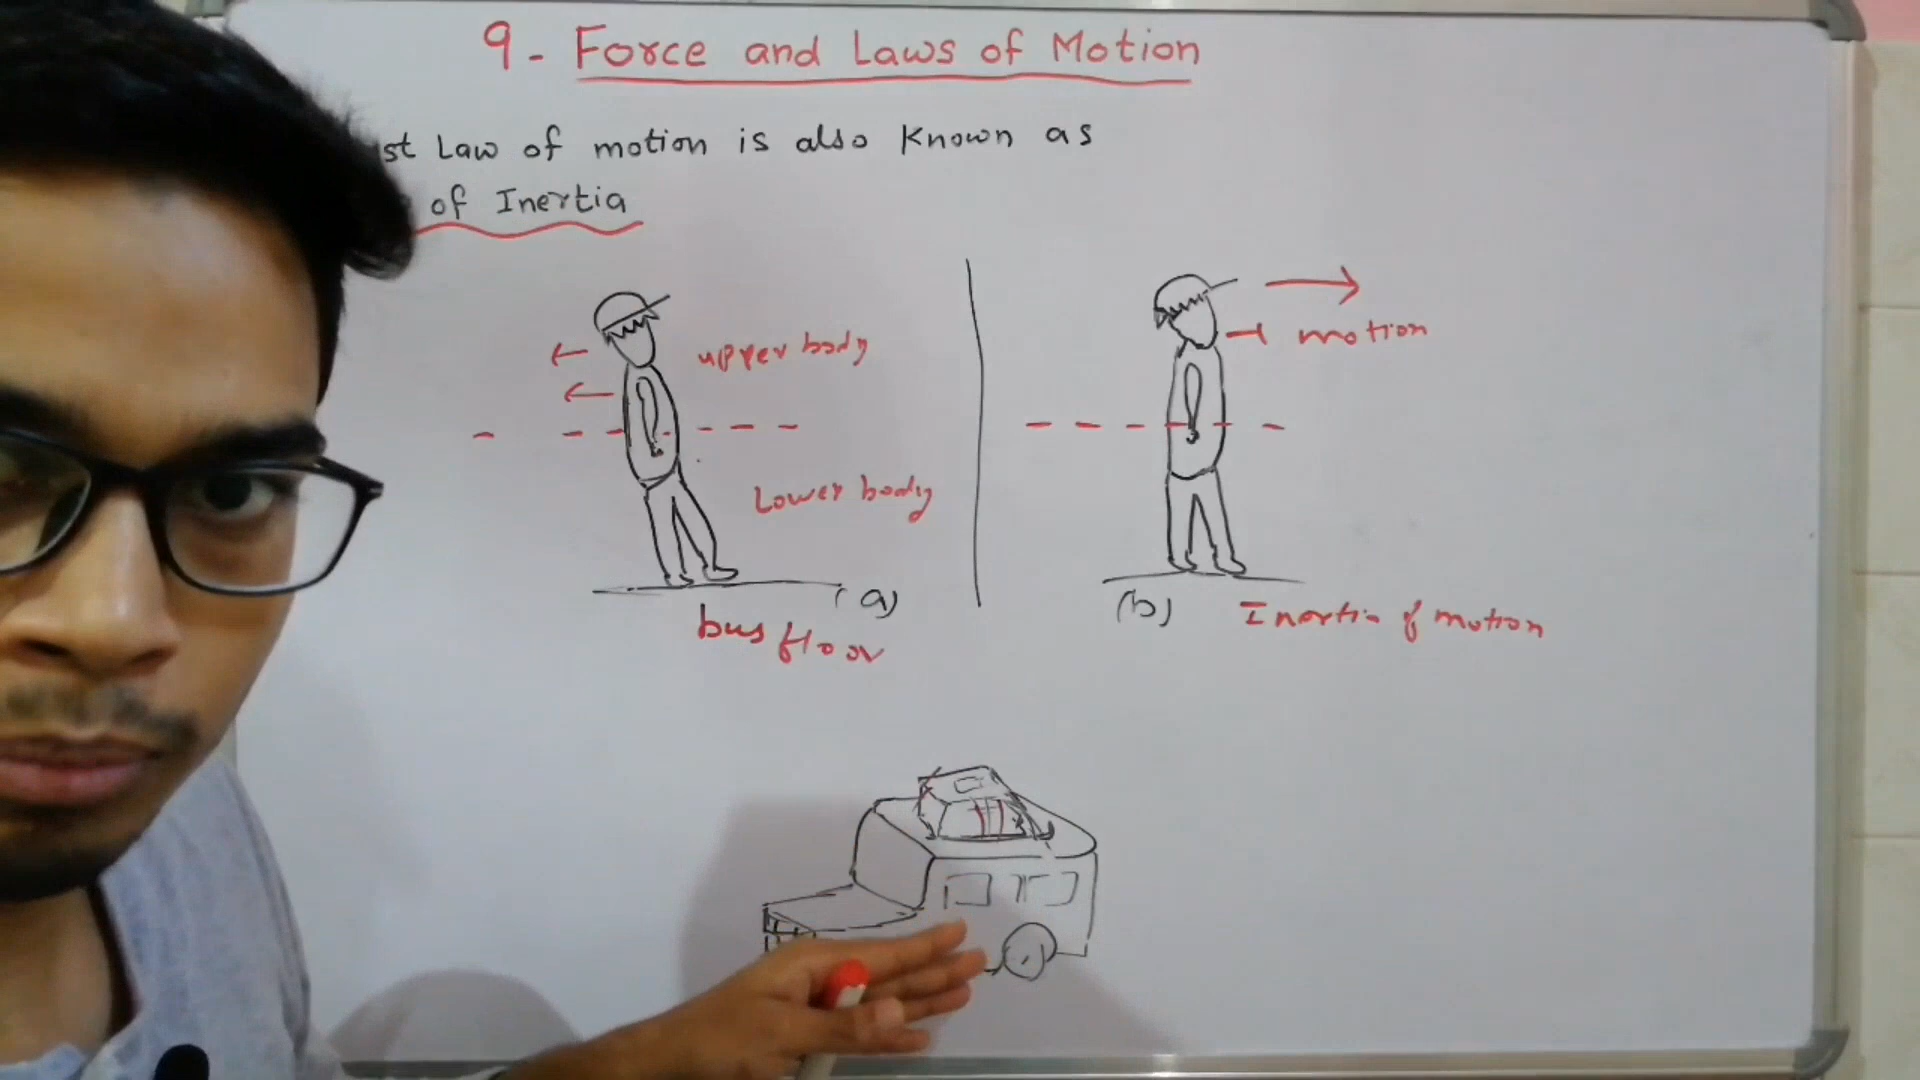 9- Force and Laws of Motion
st Law of motion is also Known as
of Inertia
upper body
motion
Lower body
(a)
bus floor
(b)
Inertia of motion